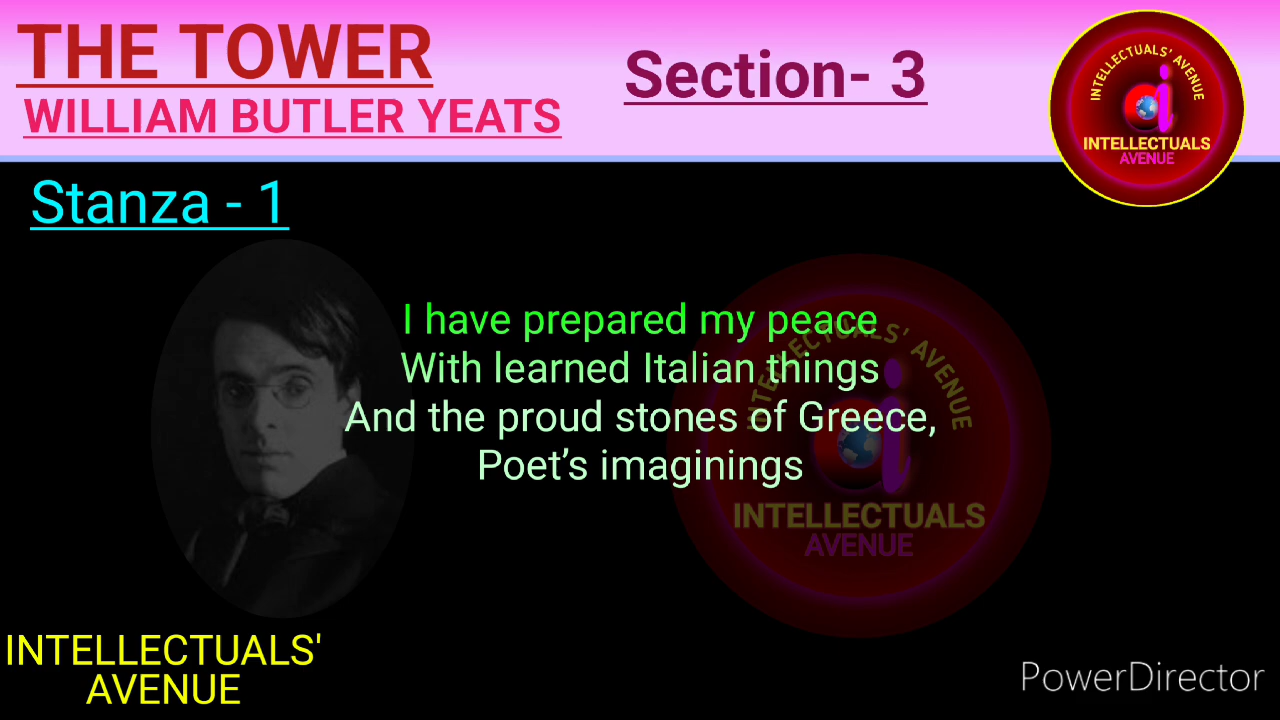 THE TOWER
WILLIAM BUTLER YEATS
Section- 3
INTELLECTUALS' AVENUE
i
INTELLECTUALS
AVENUE
Stanza - 1
I have prepared my peace
With learned Italian things
And the proud stones of Greece,
Poet’s imaginings
INTELLECTUALS' AVENUE
i
INTELLECTUALS
AVENUE
INTELLECTUALS'
AVENUE
PowerDirector